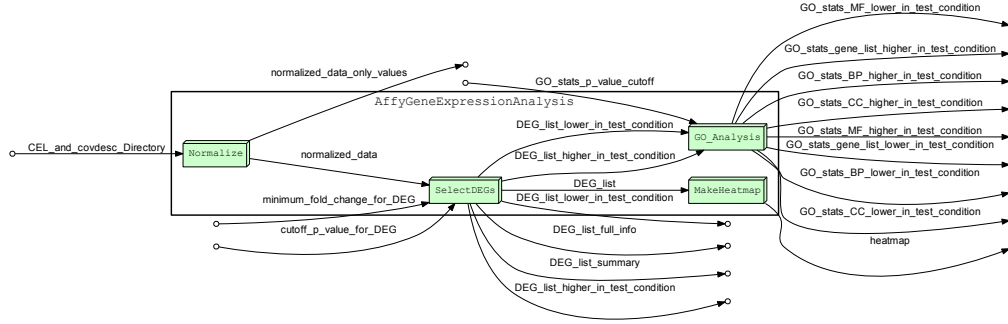 GO_stats_MF_lower_in_test_condition
GO_stats_gene_list_higher_in_test_condition
normalized_data_only_values
GO_stats_p_value_cutoff
GO_stats_BP_higher_in_test_condition
AffyGeneExpressionAnalysis
GO_stats_CC_higher_in_test_condition
DEG_list_lower_in_test_condition
GO_Analysis
GO_stats_MF_higher_in_test_condition
GO_stats_gene_list_lower_in_test_condition
CEL_and_covdesc_Directory
Normalize
normalized_data
DEG_list_higher_in_test_condition
GO_stats_BP_lower_in_test_condition
SelectDEGs
DEG_list
MakeHeatmap
minimum_fold_change_for_DEG
DEG_list_lower_in_test_condition
GO_stats_CC_lower_in_test_condition
cutoff_p_value_for_DEG
DEG_list_full_info
heatmap
DEG_list_summary
DEG_list_higher_in_test_condition